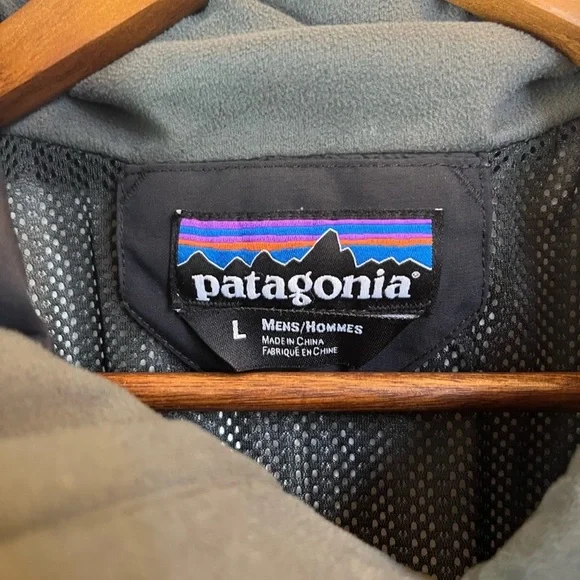 patagonia®
L MENS/HOMMES
MADE IN CHINA
FABRIQUÉ EN CHINE